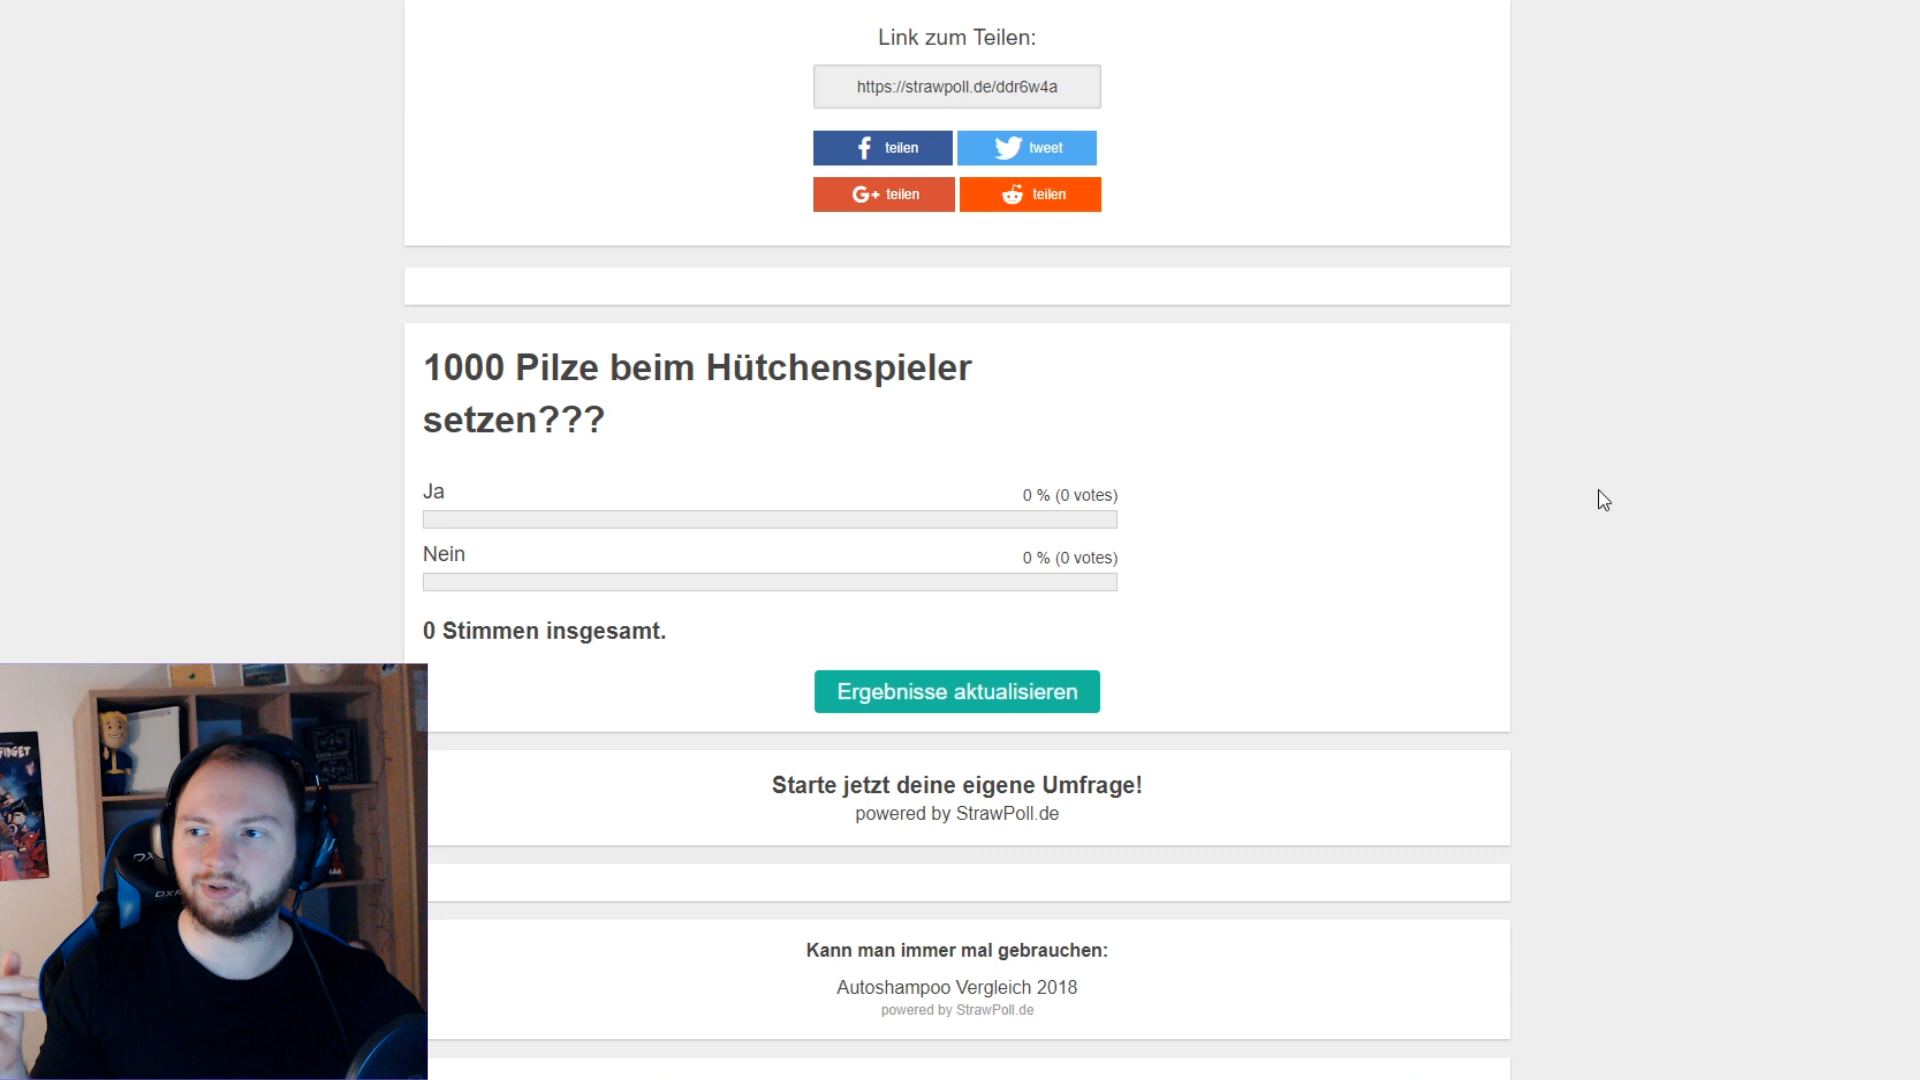 Link zum Teilen:
https://strawpoll.de/ddr6w4a
teilen
tweet
G+ teilen
teilen
1000 Pilze beim Hütchenspieler
setzen???
Ja
0 % (0 votes)
Nein
0 % (0 votes)
0 Stimmen insgesamt.
Ergebnisse aktualisieren
Starte jetzt deine eigene Umfrage!
powered by StrawPoll.de
Kann man immer mal gebrauchen:
Autoshampoo Vergleich 2018
powered by StrawPoll.de